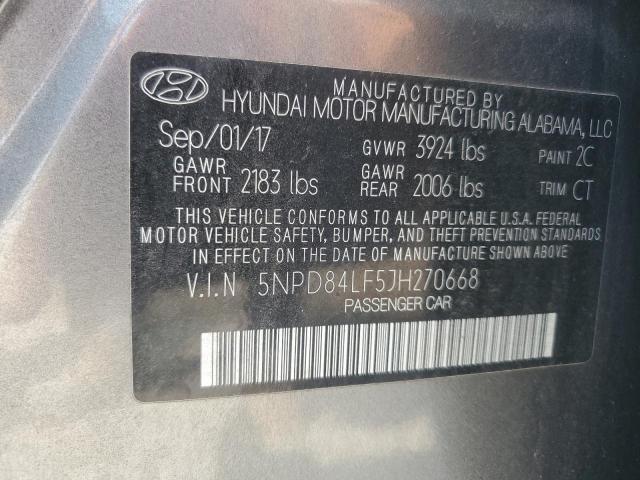 MANUFACTURED BY
HYUNDAI MOTOR MANUFACTURING ALABAMA, LLC
Sep/01/17 GVWR 3924 lbs PAINT 2C
GAWR FRONT 2183 lbs GAWR REAR 2006 lbs TRIM CT
THIS VEHICLE CONFORMS TO ALL APPLICABLE U.S.A. FEDERAL
MOTOR VEHICLE SAFETY, BUMPER, AND THEFT PREVENTION STANDARDS
IN EFFECT ON THE DATE OF MANUFACTURE SHOWN ABOVE.
V.I.N 5NPD84LF5JH270668
PASSENGER CAR